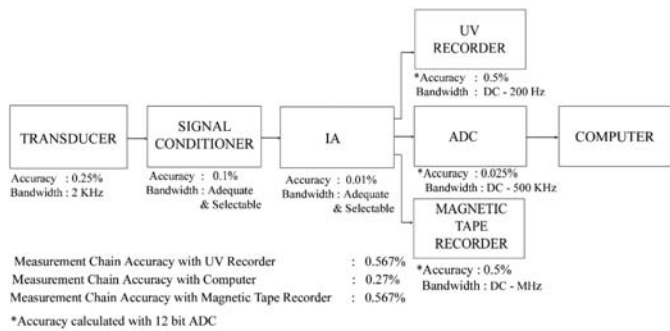 UV
RECORDER
*Accuracy : 0.5%
Bandwidth : DC - 200 Hz
TRANSDUCER
Accuracy : 0.25%
Bandwidth : 2 KHz
SIGNAL
CONDITIONER
Accuracy : 0.1%
Bandwidth : Adequate
& Selectable
IA
Accuracy : 0.01%
Bandwidth : Adequate
& Selectable
ADC
*Accuracy : 0.025%
Bandwidth : DC - 500 KHz
COMPUTER
MAGNETIC
TAPE
RECORDER
*Accuracy : 0.5%
Bandwidth : DC - MHz
Measurement Chain Accuracy with UV Recorder : 0.567%
Measurement Chain Accuracy with Computer : 0.27%
Measurement Chain Accuracy with Magnetic Tape Recorder : 0.567%
*Accuracy calculated with 12 bit ADC